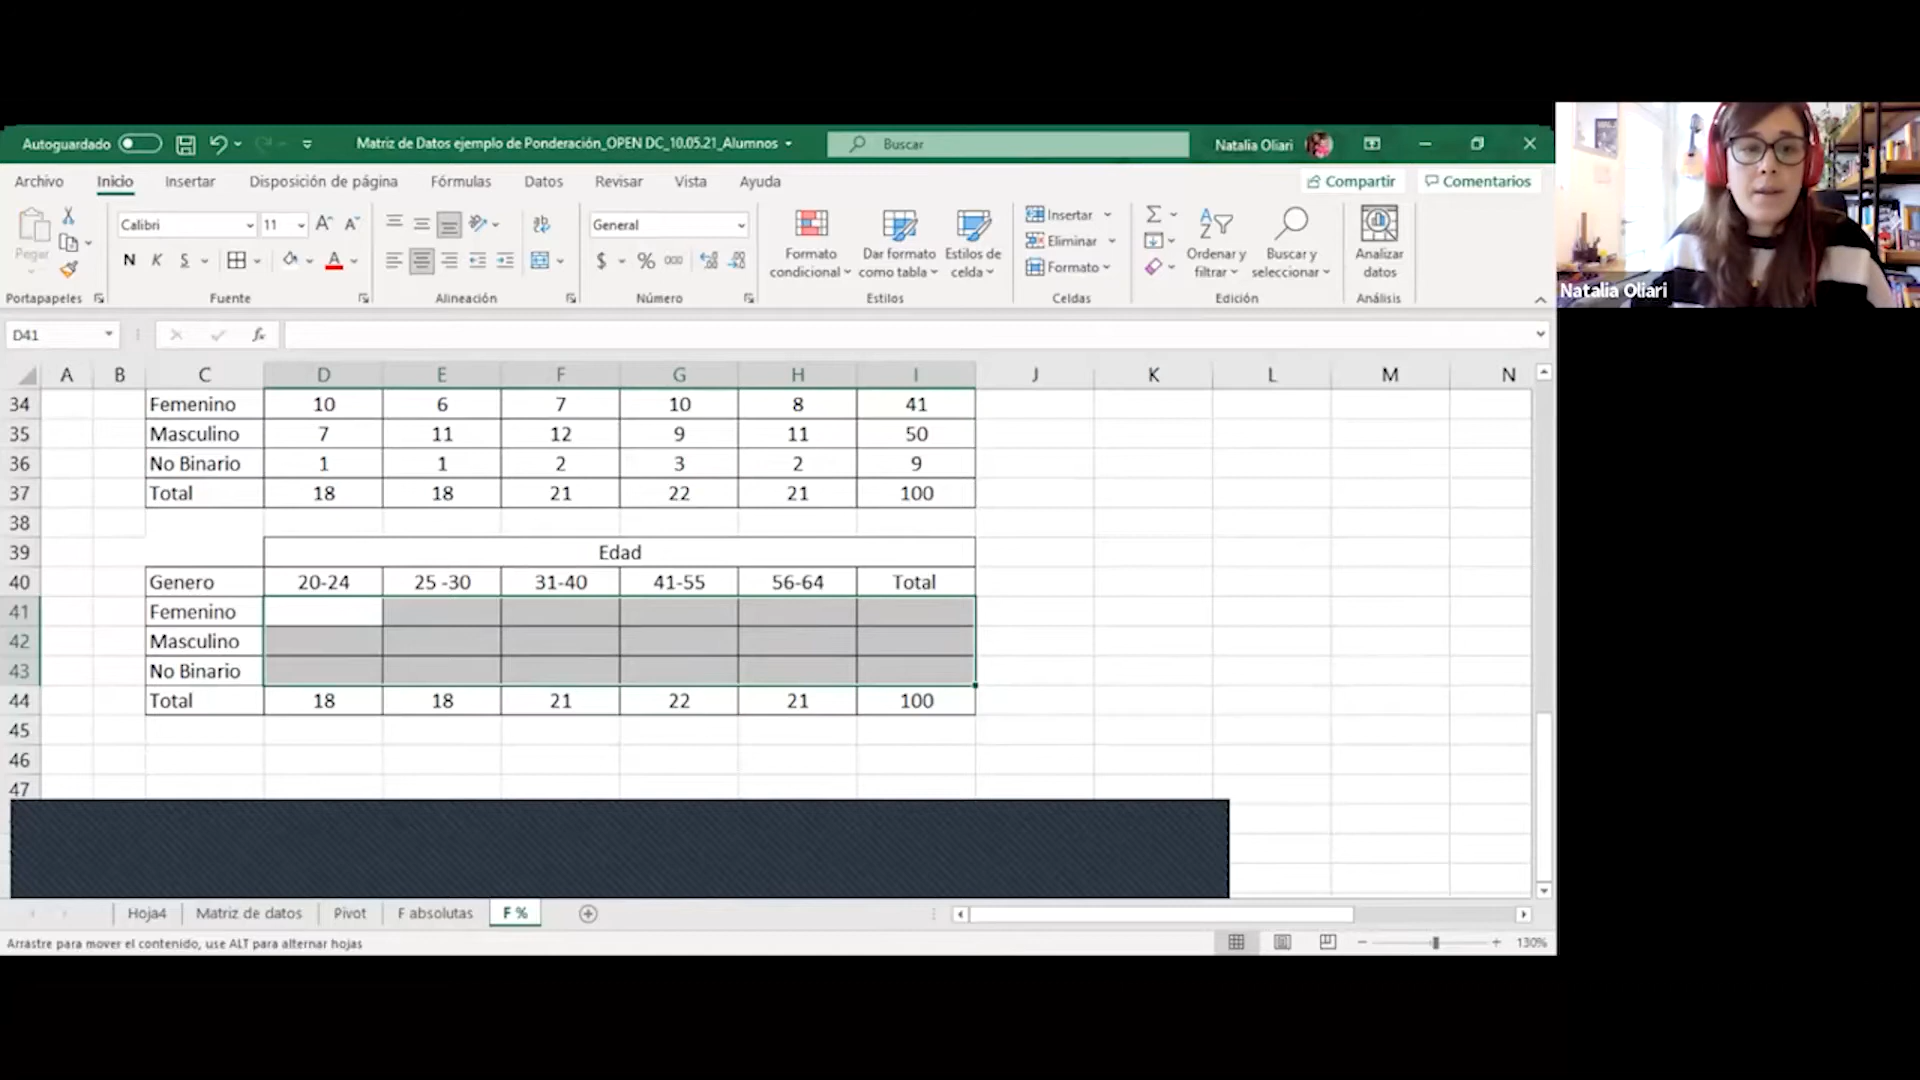 Autoguardado Matriz de Datos ejemplo de Ponderación_OPEN DC_10.05.21_Alumnos Buscar Natalia Oliari
Archivo Inicio Insertar Disposición de página Fórmulas Datos Revisar Vista Ayuda Compartir Comentarios
Pegar
Calibri 11
N K S
General
$ % 000
Formato condicional
Dar formato como tabla
Estilos de celda
Insertar
Eliminar
Formato
Ordenar y filtrar
Buscar y seleccionar
Analizar datos
Portapapeles Fuente Alineación Número Estilos Celdas Edición Análisis
Natalia Oliari
D41 fx
A B C D E F G H I J K L M N
34 Femenino 10 6 7 10 8 41
35 Masculino 7 11 12 9 11 50
36 No Binario 1 1 2 3 2 9
37 Total 18 18 21 22 21 100
38
39 Edad
40 Genero 20-24 25 -30 31-40 41-55 56-64 Total
41 Femenino
42 Masculino
43 No Binario
44 Total 18 18 21 22 21 100
45
46
47
Hoja4 Matriz de datos Pivot F absolutas F %
Arrastre para mover el contenido, use ALT para alternar hojas 130%